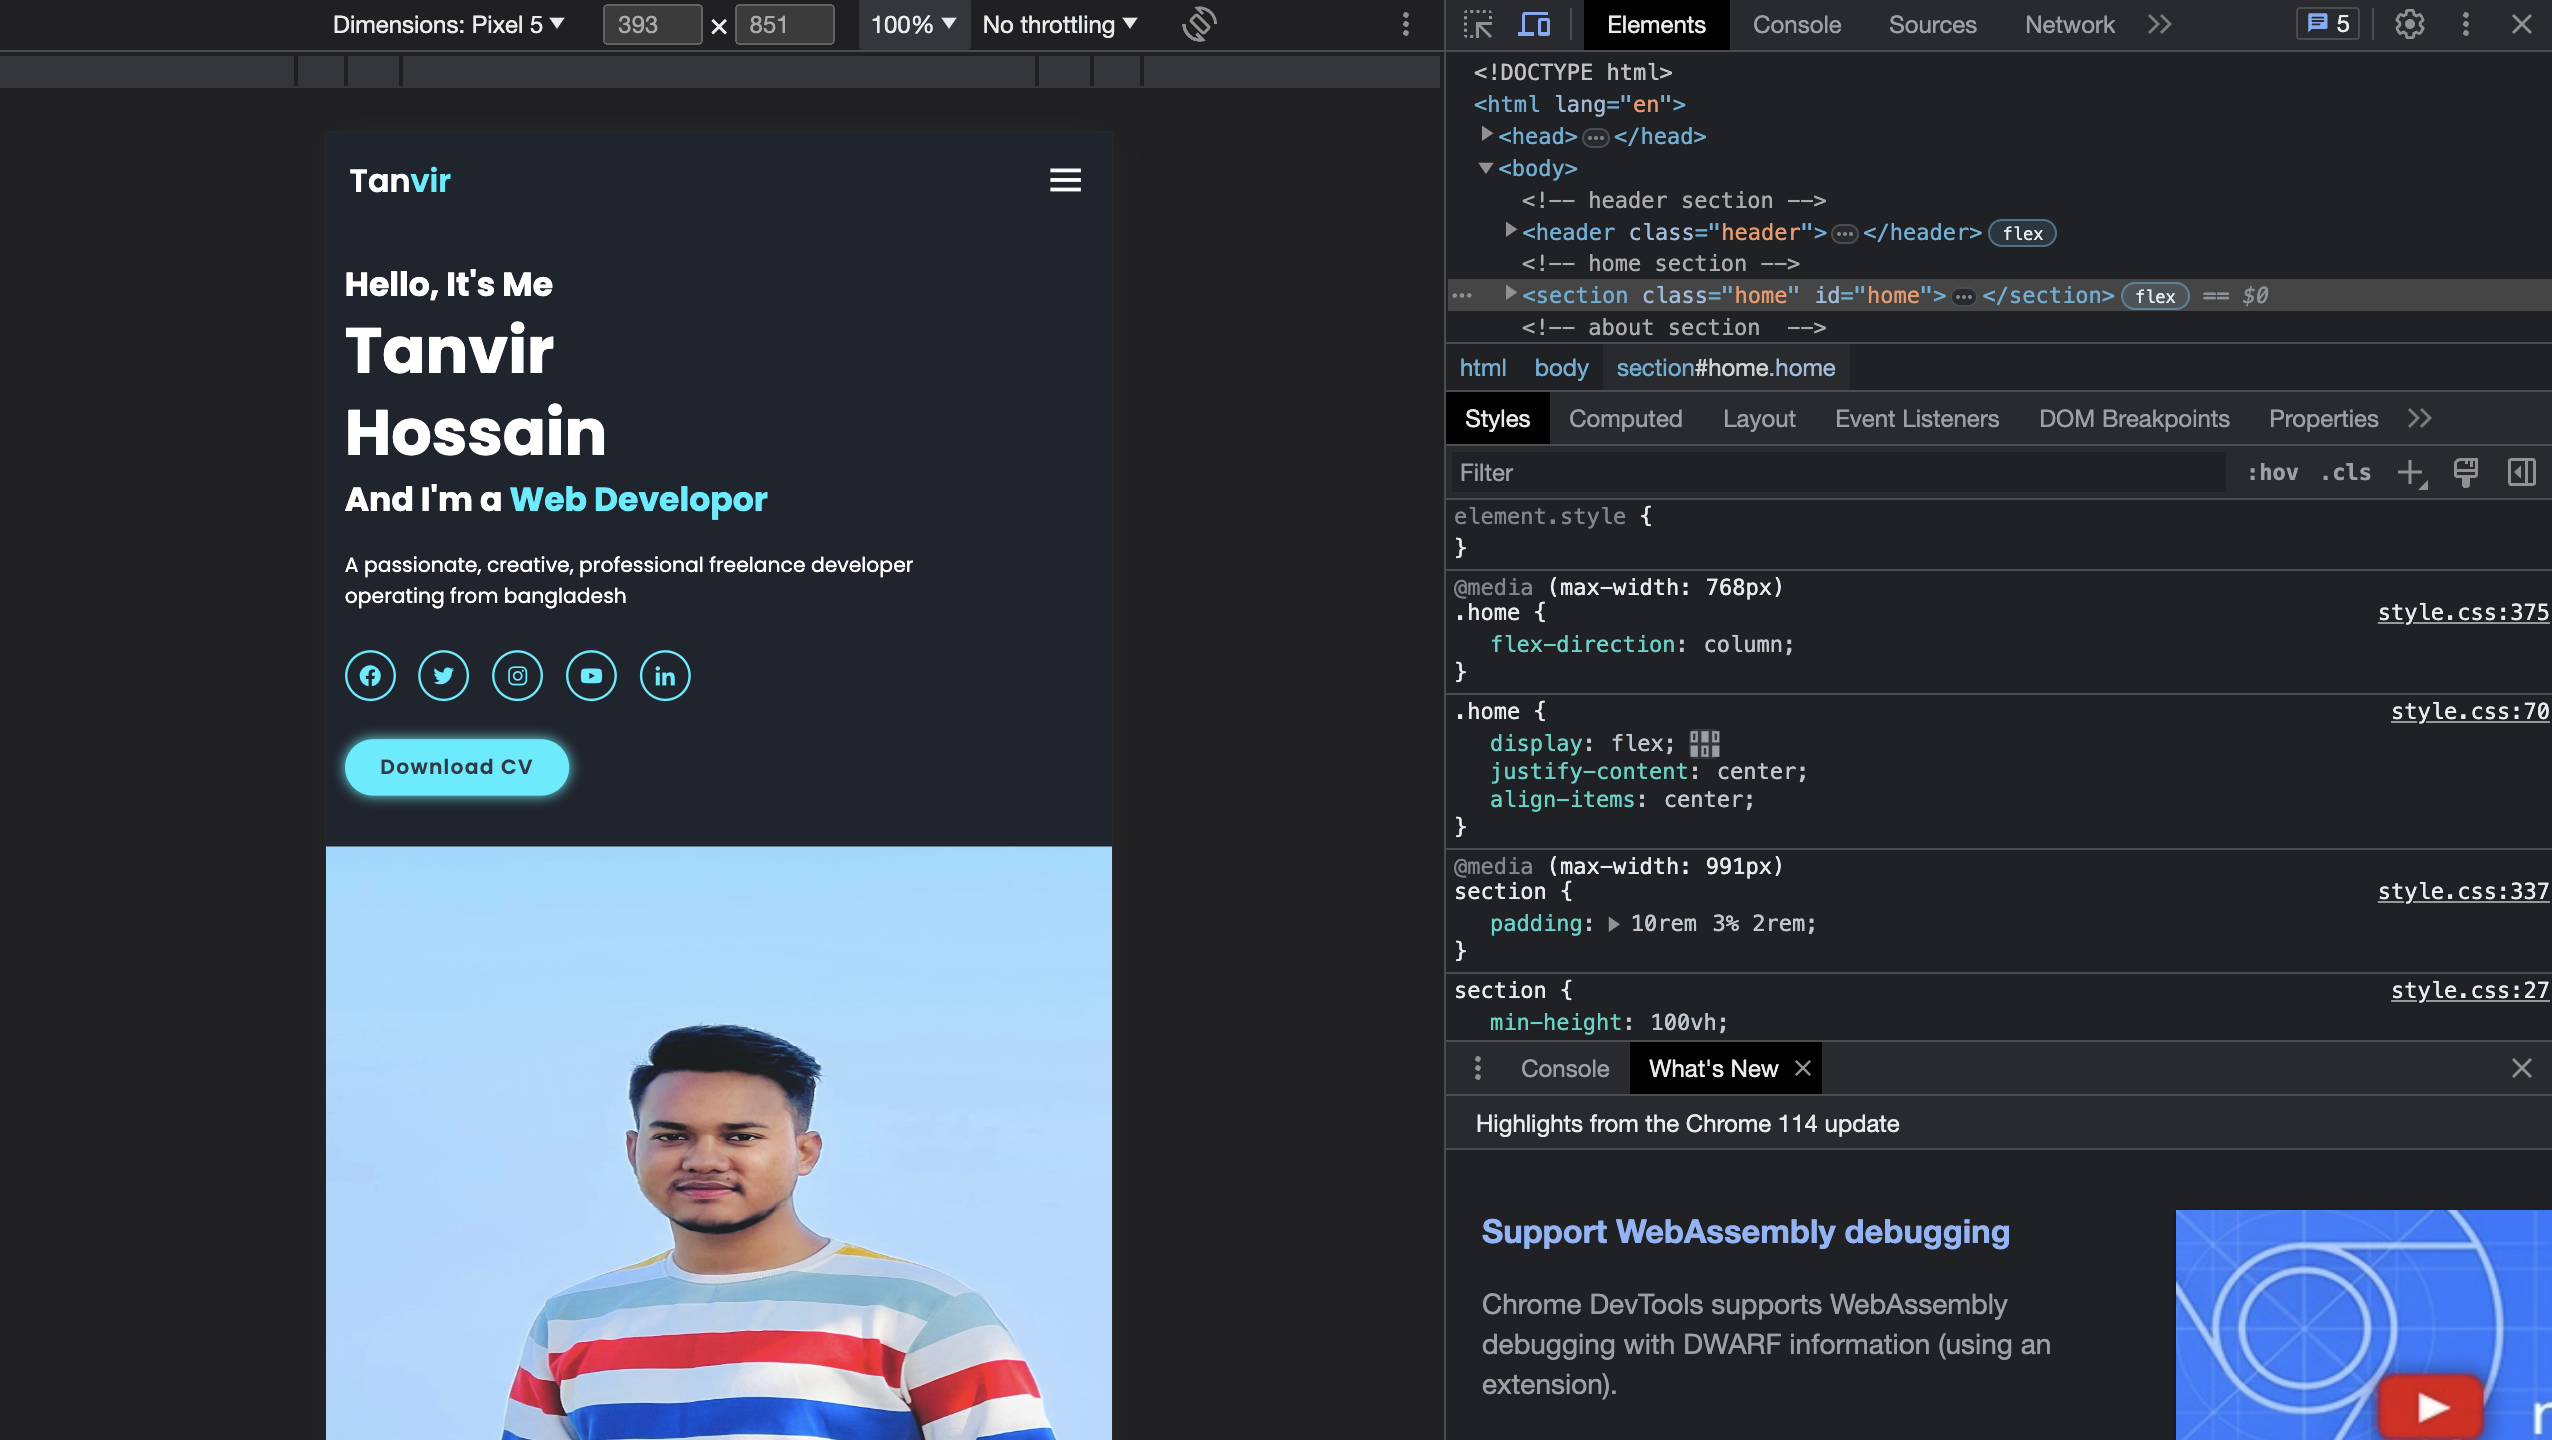 Dimensions: Pixel 5 393 × 851 100% No throttling
Elements Console Sources Network 5
Tanvir
Hello, It's Me
Tanvir
Hossain
And I'm a Web Developor
A passionate, creative, professional freelance developer
operating from bangladesh
Download CV
<!DOCTYPE html>
<html lang="en">
<head> ••• </head>
<body>
<!-- header section -->
<header class="header"> ••• </header> flex
<!-- home section -->
••• <section class="home" id="home"> ••• </section> flex == $0
<!-- about section  -->
html body section#home.home
Styles Computed Layout Event Listeners DOM Breakpoints Properties
Filter :hov .cls
element.style {
}
@media (max-width: 768px)
.home { style.css:375
flex-direction: column;
}
.home { style.css:70
display: flex;
justify-content: center;
align-items: center;
}
@media (max-width: 991px)
section { style.css:337
padding: 10rem 3% 2rem;
}
section { style.css:27
min-height: 100vh;
Console What's New
Highlights from the Chrome 114 update
Support WebAssembly debugging
Chrome DevTools supports WebAssembly
debugging with DWARF information (using an
extension).